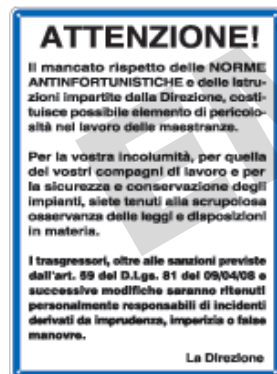 ATTENZIONE!
Il mancato rispetto delle NORME
ANTINFORTUNISTICHE e delle istru-
zioni impartite dalla Direzione, costi-
tuisce possibile elemento di pericolo-
sità nel lavoro delle maestranze.
Per la vostra incolumità, per quella
dei vostri compagni di lavoro e per
la sicurezza e conservazione degli
impianti, siete tenuti alla scrupolosa
osservanza delle leggi e disposizioni
in materia.
I trasgressori, oltre alle sanzioni previste
dall'art. 59 del D.Lgs. 81 del 09/04/08 e
successive modifiche saranno ritenuti
personalmente responsabili di incidenti
derivati da imprudenza, imperizia o false
manovre.
La Direzione